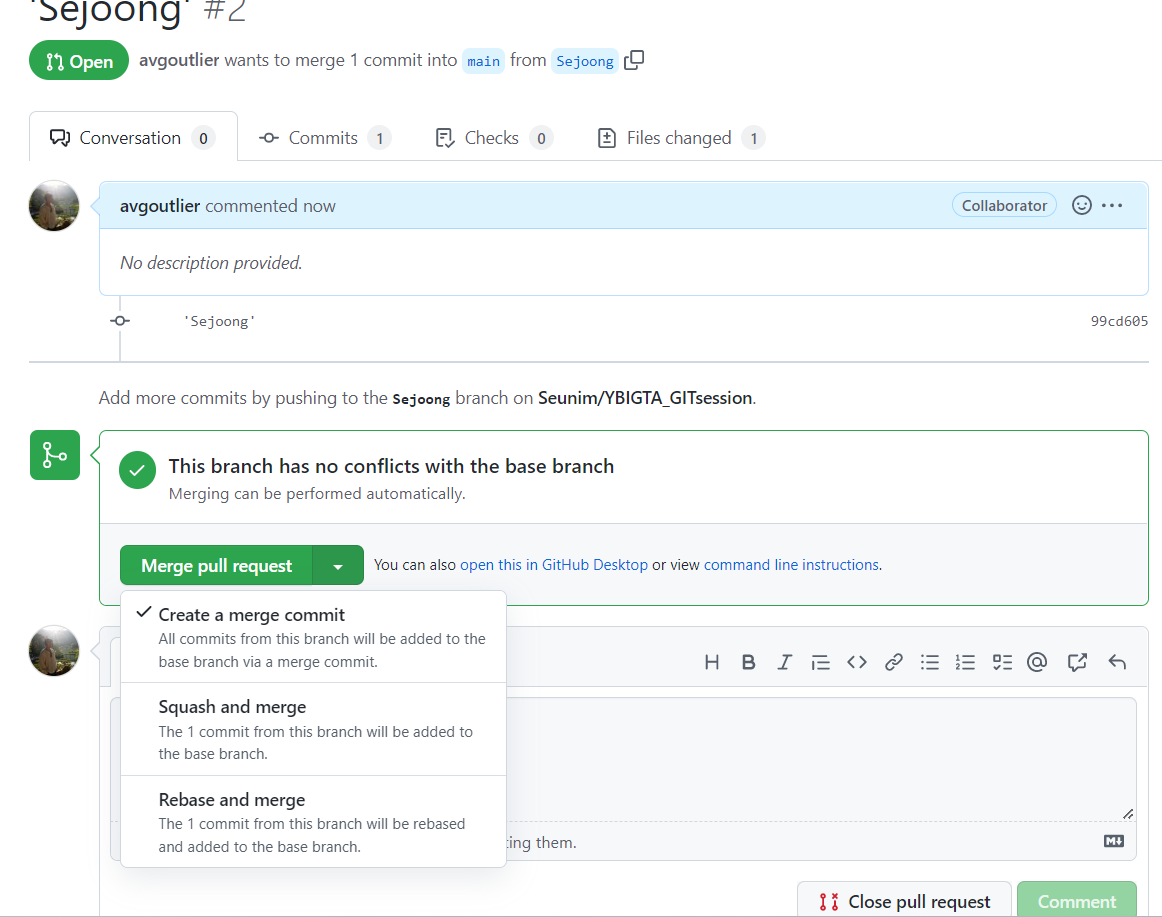 'Sejoong' #2
Open avgoutlier wants to merge 1 commit into main from Sejoong
Conversation 0 Commits 1 Checks 0 Files changed 1
avgoutlier commented now Collaborator
No description provided.
'Sejoong' 99cd605
Add more commits by pushing to the Sejoong branch on Seunim/YBIGTA_GITsession.
This branch has no conflicts with the base branch
Merging can be performed automatically.
Merge pull request You can also open this in GitHub Desktop or view command line instructions.
Create a merge commit
All commits from this branch will be added to the
base branch via a merge commit.
Squash and merge
The 1 commit from this branch will be added to
the base branch.
Rebase and merge
The 1 commit from this branch will be rebased
and added to the base branch.
them.
Close pull request Comment